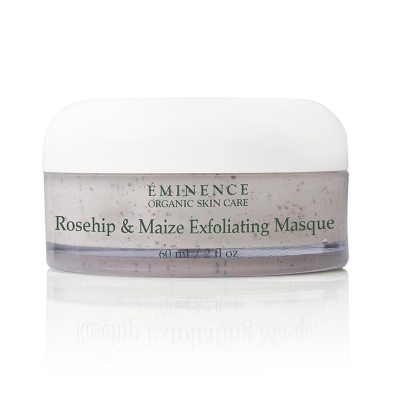 ÉMINENCE
ORGANIC SKIN CARE
Rosehip & Maize Exfoliating Masque
60 ml / 2 fl oz